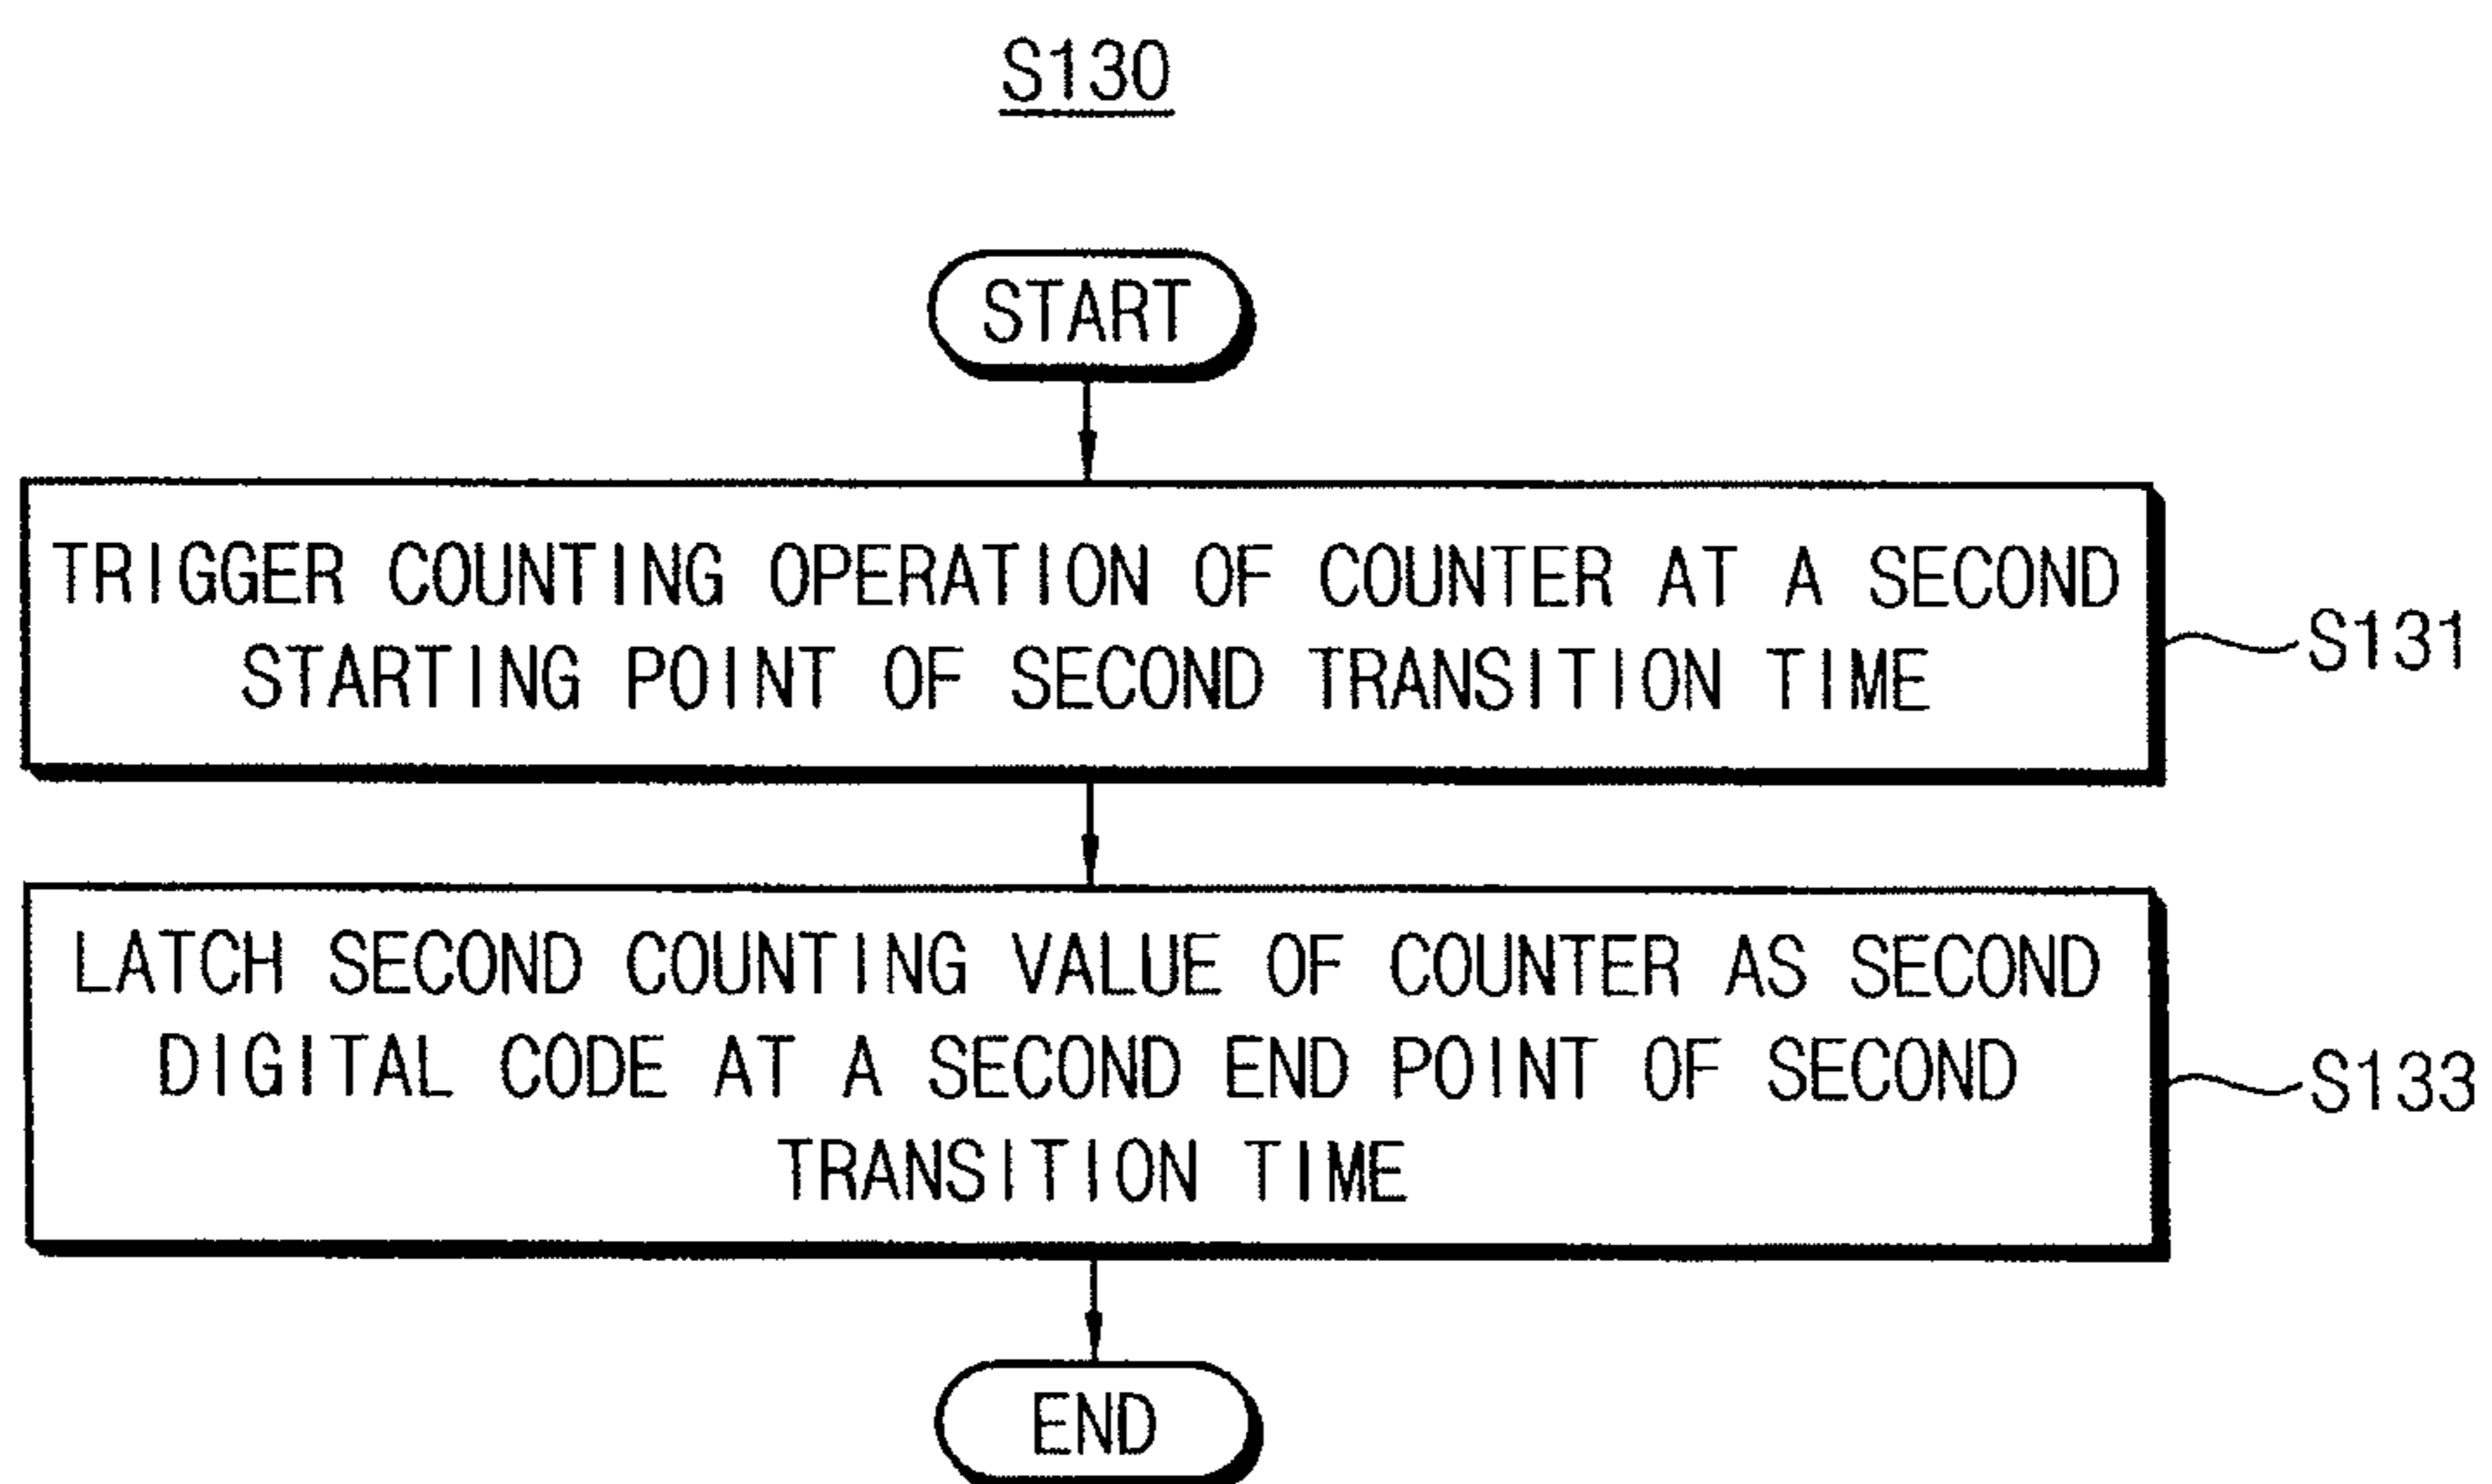 S130
START
TRIGGER COUNTING OPERATION OF COUNTER AT A SECOND
STARTING POINT OF SECOND TRANSITION TIME
S131
LATCH SECOND COUNTING VALUE OF COUNTER AS SECOND
DIGITAL CODE AT A SECOND END POINT OF SECOND
TRANSITION TIME
S133
END